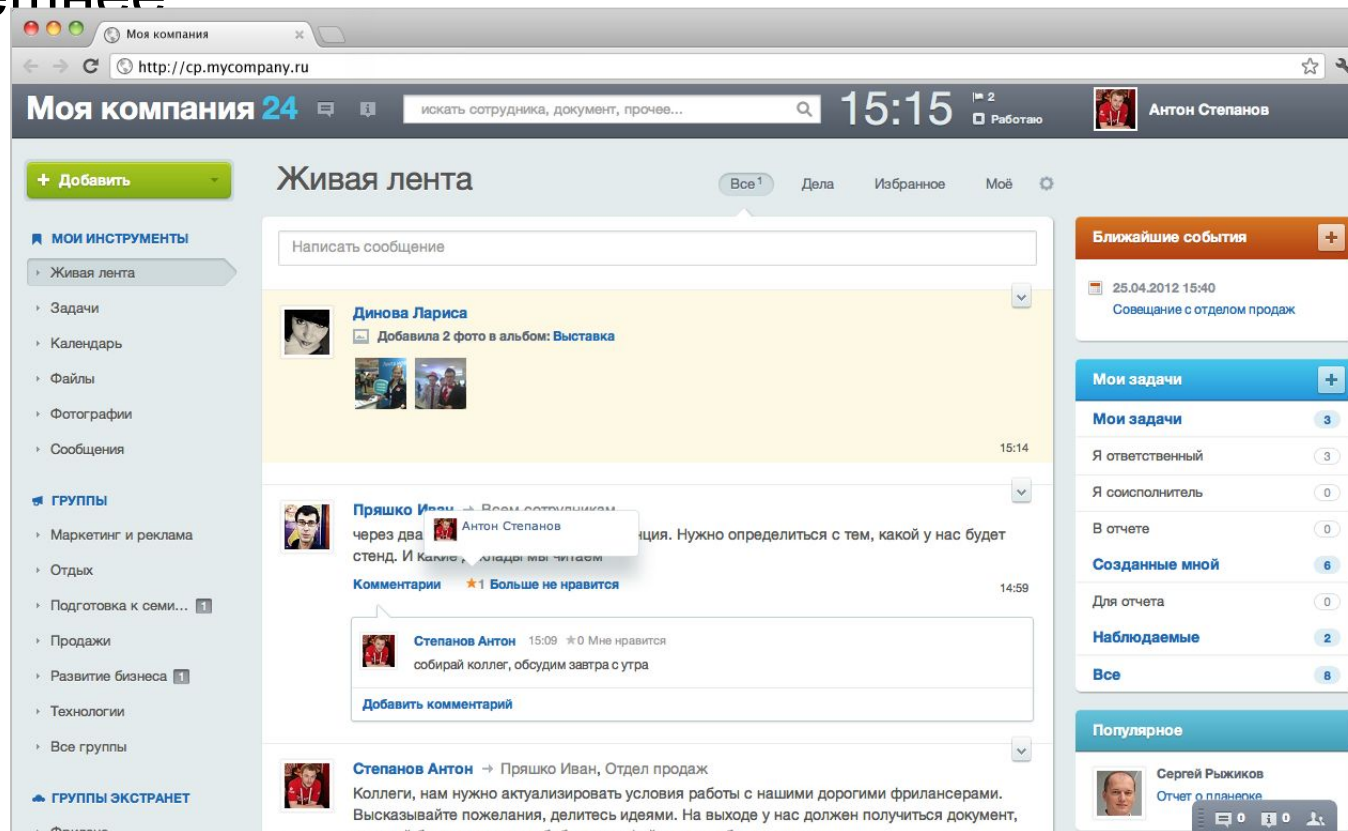 Моя компания
http://cp.mycompany.ru
Моя компания 24
искать сотрудника, документ, прочее...
15:15
2
Работаю
Антон Степанов
+ Добавить
Живая лента
Все 1
Дела
Избранное
Моё
МОИ ИНСТРУМЕНТЫ
Живая лента
Задачи
Календарь
Файлы
Фотографии
Сообщения
ГРУППЫ
Маркетинг и реклама
Отдых
Подготовка к семи... 1
Продажи
Развитие бизнеса 1
Технологии
Все группы
ГРУППЫ ЭКСТРАНЕТ
Написать сообщение
Динова Лариса
Добавила 2 фото в альбом: Выставка
15:14
Пряшко Иван → Всем сотрудникам
Антон Степанов
через два
Нужно определиться с тем, какой у нас будет
стенд. И какие доклады мы читаем
Комментарии ★1 Больше не нравится
14:59
Степанов Антон 15:09 ★0 Мне нравится
собирай коллег, обсудим завтра с утра
Добавить комментарий
Степанов Антон → Пряшко Иван, Отдел продаж
Коллеги, нам нужно актуализировать условия работы с нашими дорогими фрилансерами.
Высказывайте пожелания, делитесь идеями. На выходе у нас должен получиться документ,
Ближайшие события +
25.04.2012 15:40
Совещание с отделом продаж
Мои задачи +
Мои задачи 3
Я ответственный 3
Я соисполнитель 0
В отчете 0
Созданные мной 6
Для отчета 0
Наблюдаемые 2
Все 8
Популярное
Сергей Рыжиков
Отчет о планерке
0 0